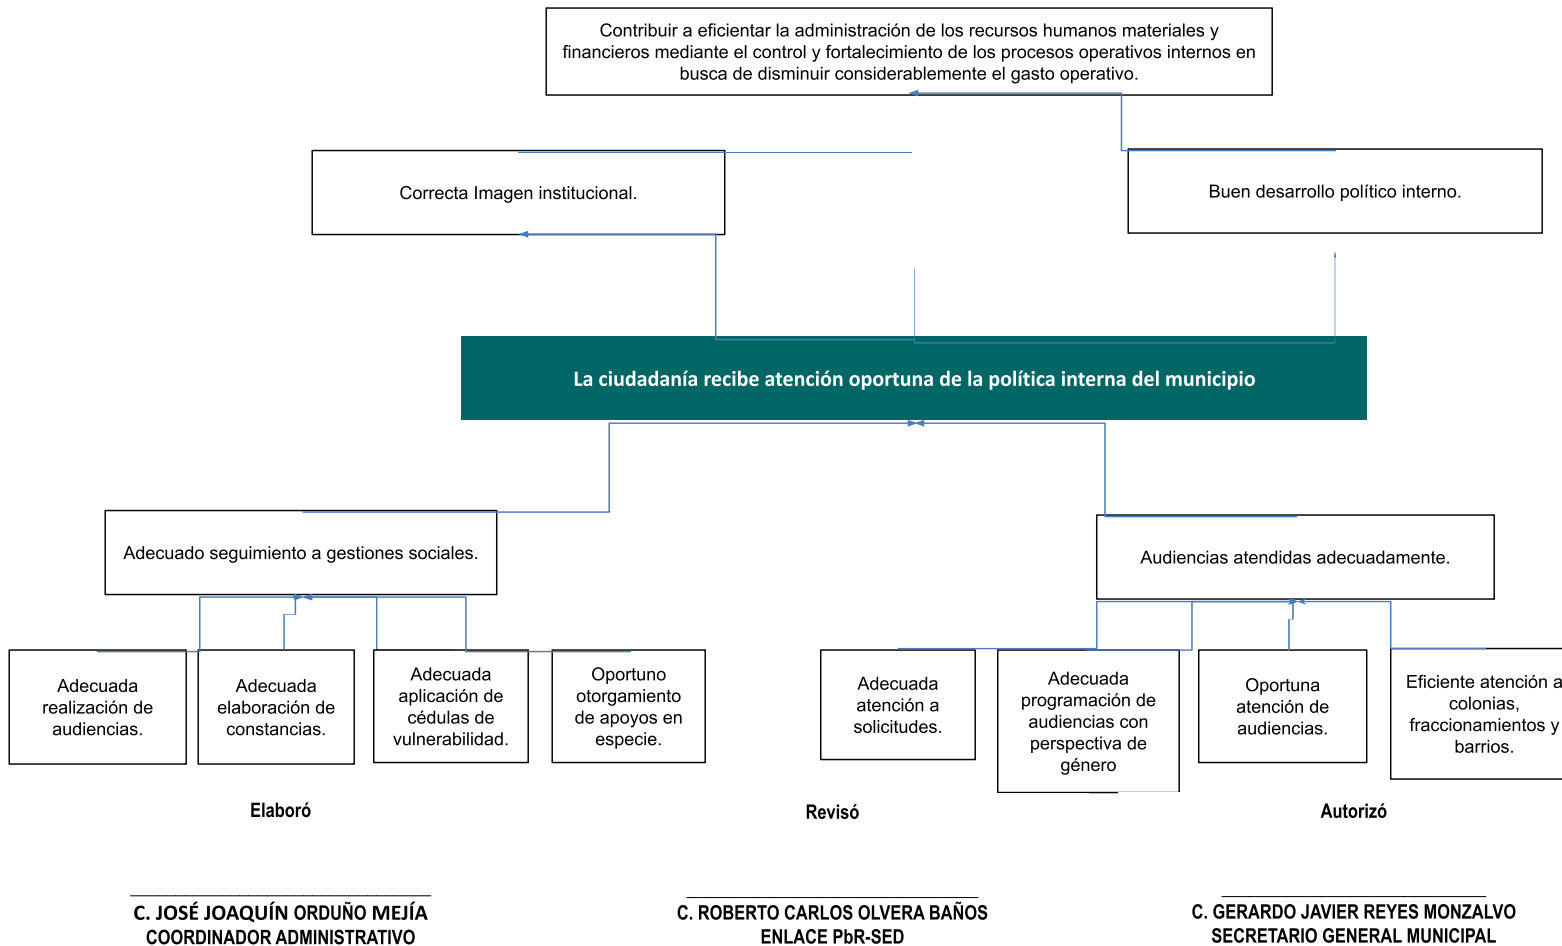 Contribuir a eficientar la administración de los recursos humanos materiales y
financieros mediante el control y fortalecimiento de los procesos operativos internos en
busca de disminuir considerablemente el gasto operativo.
Correcta Imagen institucional.
Buen desarrollo político interno.
La ciudadanía recibe atención oportuna de la política interna del municipio
Adecuado seguimiento a gestiones sociales.
Audiencias atendidas adecuadamente.
Adecuada
realización de
audiencias.
Adecuada
elaboración de
constancias.
Adecuada
aplicación de
cédulas de
vulnerabilidad.
Oportuno
otorgamiento
de apoyos en
especie.
Adecuada
atención a
solicitudes.
Adecuada
programación de
audiencias con
perspectiva de
género
Oportuna
atención de
audiencias.
Eficiente atención a
colonias,
fraccionamientos y
barrios.
Elaboró
Revisó
Autorizó
C. JOSÉ JOAQUÍN ORDUÑO MEJÍA
COORDINADOR ADMINISTRATIVO
C. ROBERTO CARLOS OLVERA BAÑOS
ENLACE PbR-SED
C. GERARDO JAVIER REYES MONZALVO
SECRETARIO GENERAL MUNICIPAL